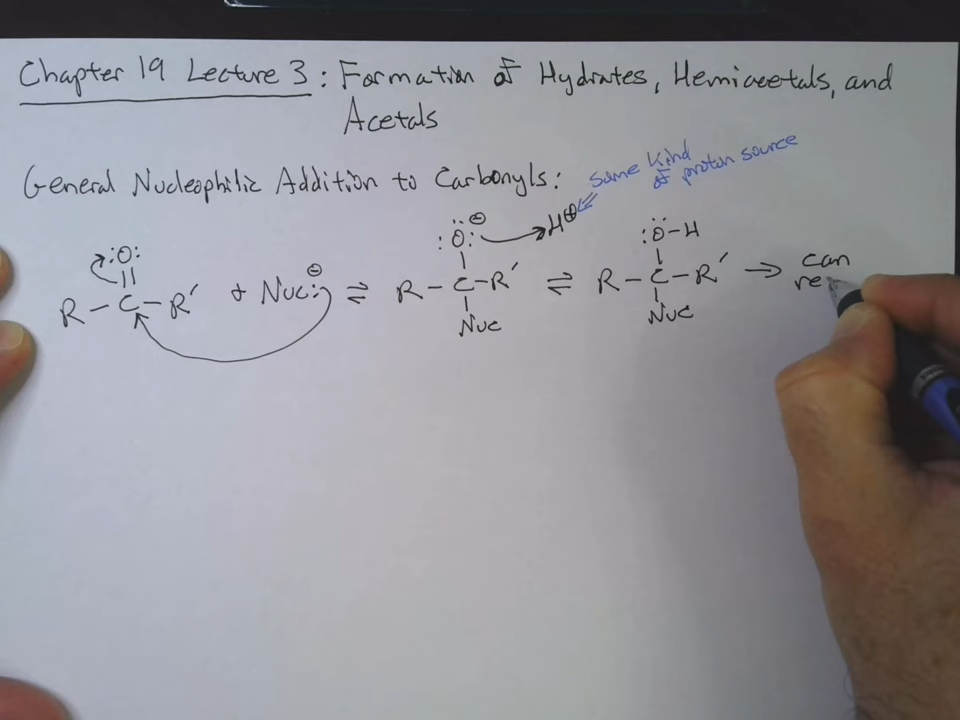 Chapter 19 Lecture 3: Formation of Hydrates, Hemiacetals, and
Acetals
General Nucleophilic Addition to Carbonyls:
some kind
of proton source
:O:
R-C-R' + Nuc:⊖ ⇌
:O:⊖ H⊕
R-C-R' ⇌
Nuc
:O-H
R-C-R' →
Nuc
can
re